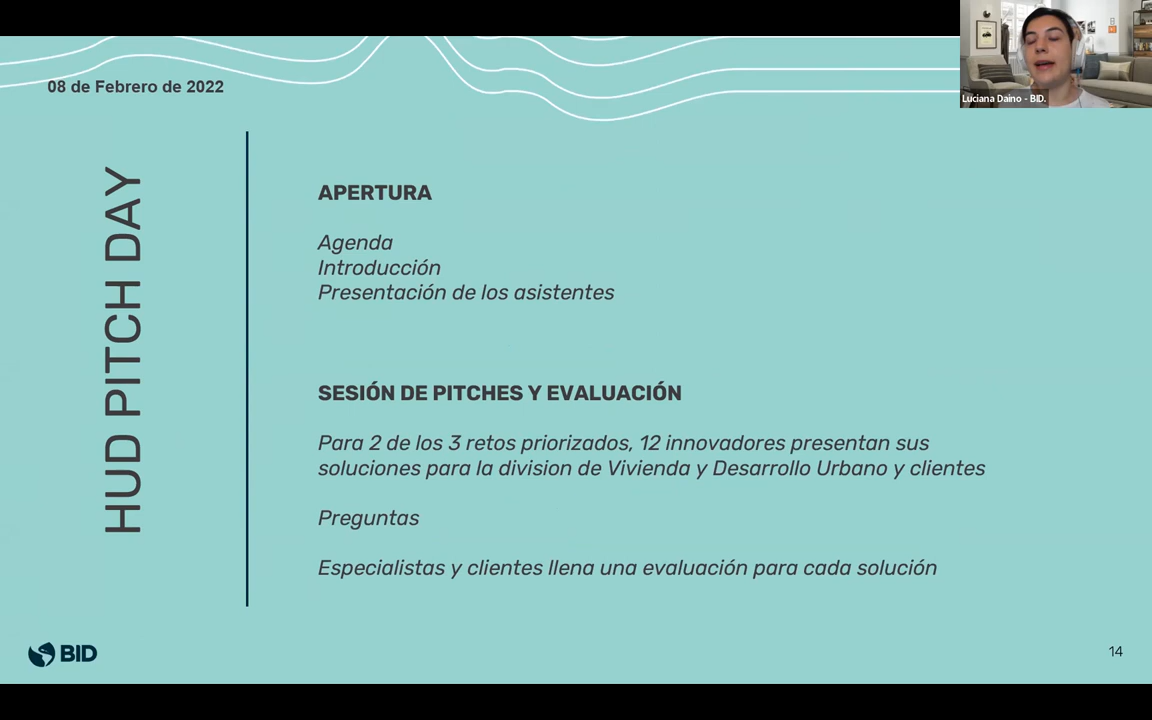 08 de Febrero de 2022
Luciana Daino - BID.
HUD PITCH DAY
APERTURA
Agenda
Introducción
Presentación de los asistentes
SESIÓN DE PITCHES Y EVALUACIÓN
Para 2 de los 3 retos priorizados, 12 innovadores presentan sus
soluciones para la division de Vivienda y Desarrollo Urbano y clientes
Preguntas
Especialistas y clientes llena una evaluación para cada solución
BID
14